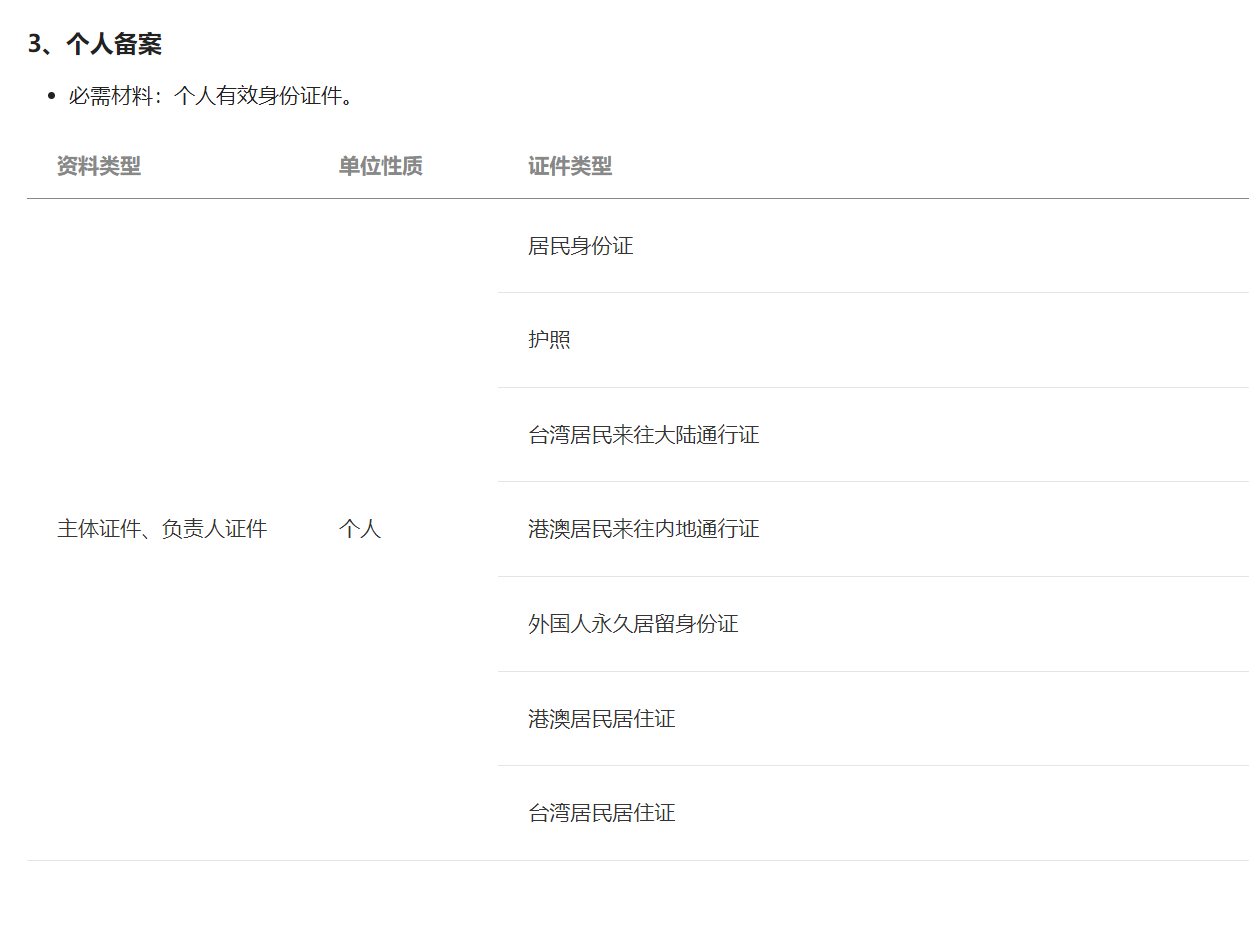 3、个人备案
• 必需材料：个人有效身份证件。
资料类型 单位性质 证件类型
居民身份证
护照
台湾居民来往大陆通行证
主体证件、负责人证件 个人 港澳居民来往内地通行证
外国人永久居留身份证
港澳居民居住证
台湾居民居住证